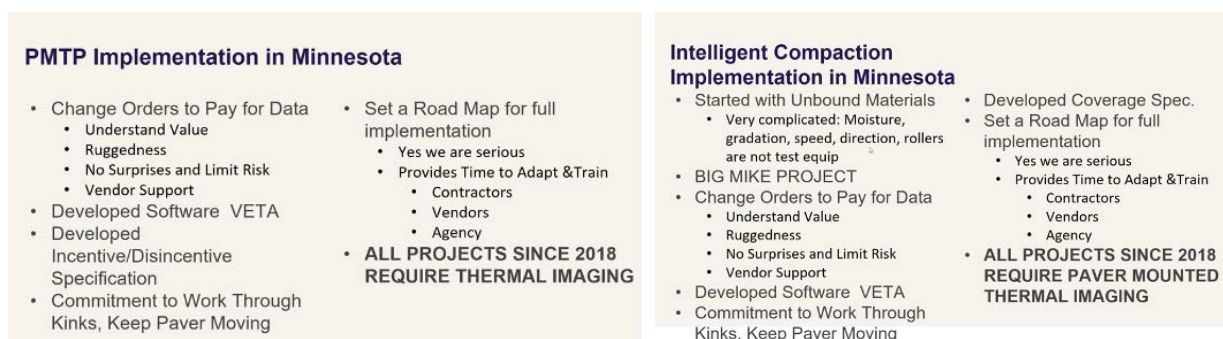 PMTP Implementation in Minnesota
• Change Orders to Pay for Data
• Understand Value
• Ruggedness
• No Surprises and Limit Risk
• Vendor Support
• Developed Software VETA
• Developed
Incentive/Disincentive
Specification
• Commitment to Work Through
Kinks, Keep Paver Moving
• Set a Road Map for full
implementation
• Yes we are serious
• Provides Time to Adapt &Train
• Contractors
• Vendors
• Agency
• ALL PROJECTS SINCE 2018
REQUIRE THERMAL IMAGING
Intelligent Compaction
Implementation in Minnesota
• Started with Unbound Materials
• Very complicated: Moisture,
gradation, speed, direction, rollers
are not test equip
• BIG MIKE PROJECT
• Change Orders to Pay for Data
• Understand Value
• Ruggedness
• No Surprises and Limit Risk
• Vendor Support
• Developed Software VETA
• Commitment to Work Through
Kinks, Keep Paver Moving
• Developed Coverage Spec.
• Set a Road Map for full
implementation
• Yes we are serious
• Provides Time to Adapt &Train
• Contractors
• Vendors
• Agency
• ALL PROJECTS SINCE 2018
REQUIRE PAVER MOUNTED
THERMAL IMAGING